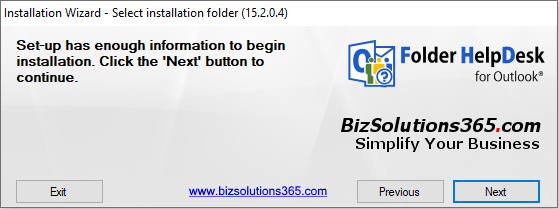 Installation Wizard - Select installation folder (15.2.0.4)
Set-up has enough information to begin
installation. Click the 'Next' button to
continue.
Folder HelpDesk
for Outlook®
BizSolutions365.com
Simplify Your Business
Exit
www.bizsolutions365.com
Previous
Next